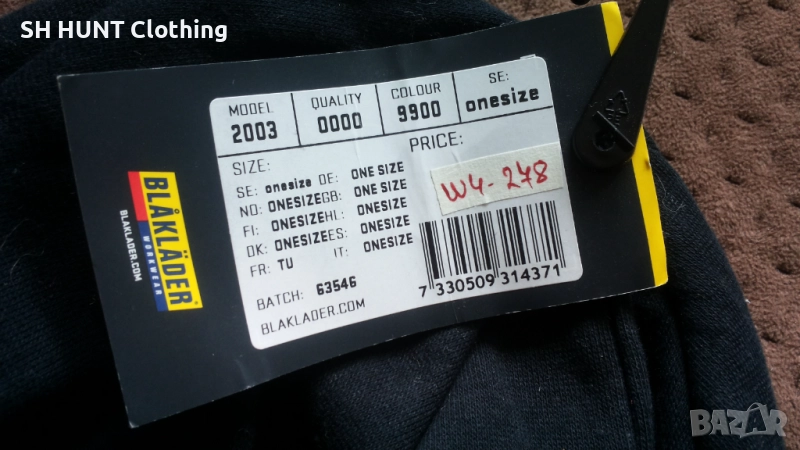 SH HUNT Clothing
BLÅKLÄDER
WORKWEAR
BLAKLADER.COM
MODEL
2003
QUALITY
0000
COLOUR
9900
SE:
onesize
SIZE:
PRICE:
SE: onesize DE: ONE SIZE
NO: ONESIZE GB: ONE SIZE
FI: ONESIZE HL: ONESIZE
DK: ONESIZE ES: ONESIZE
FR: TU IT: ONESIZE
W4-278
BATCH: 63546
BLAKLADER.COM
7 330509 314371
BAZAR